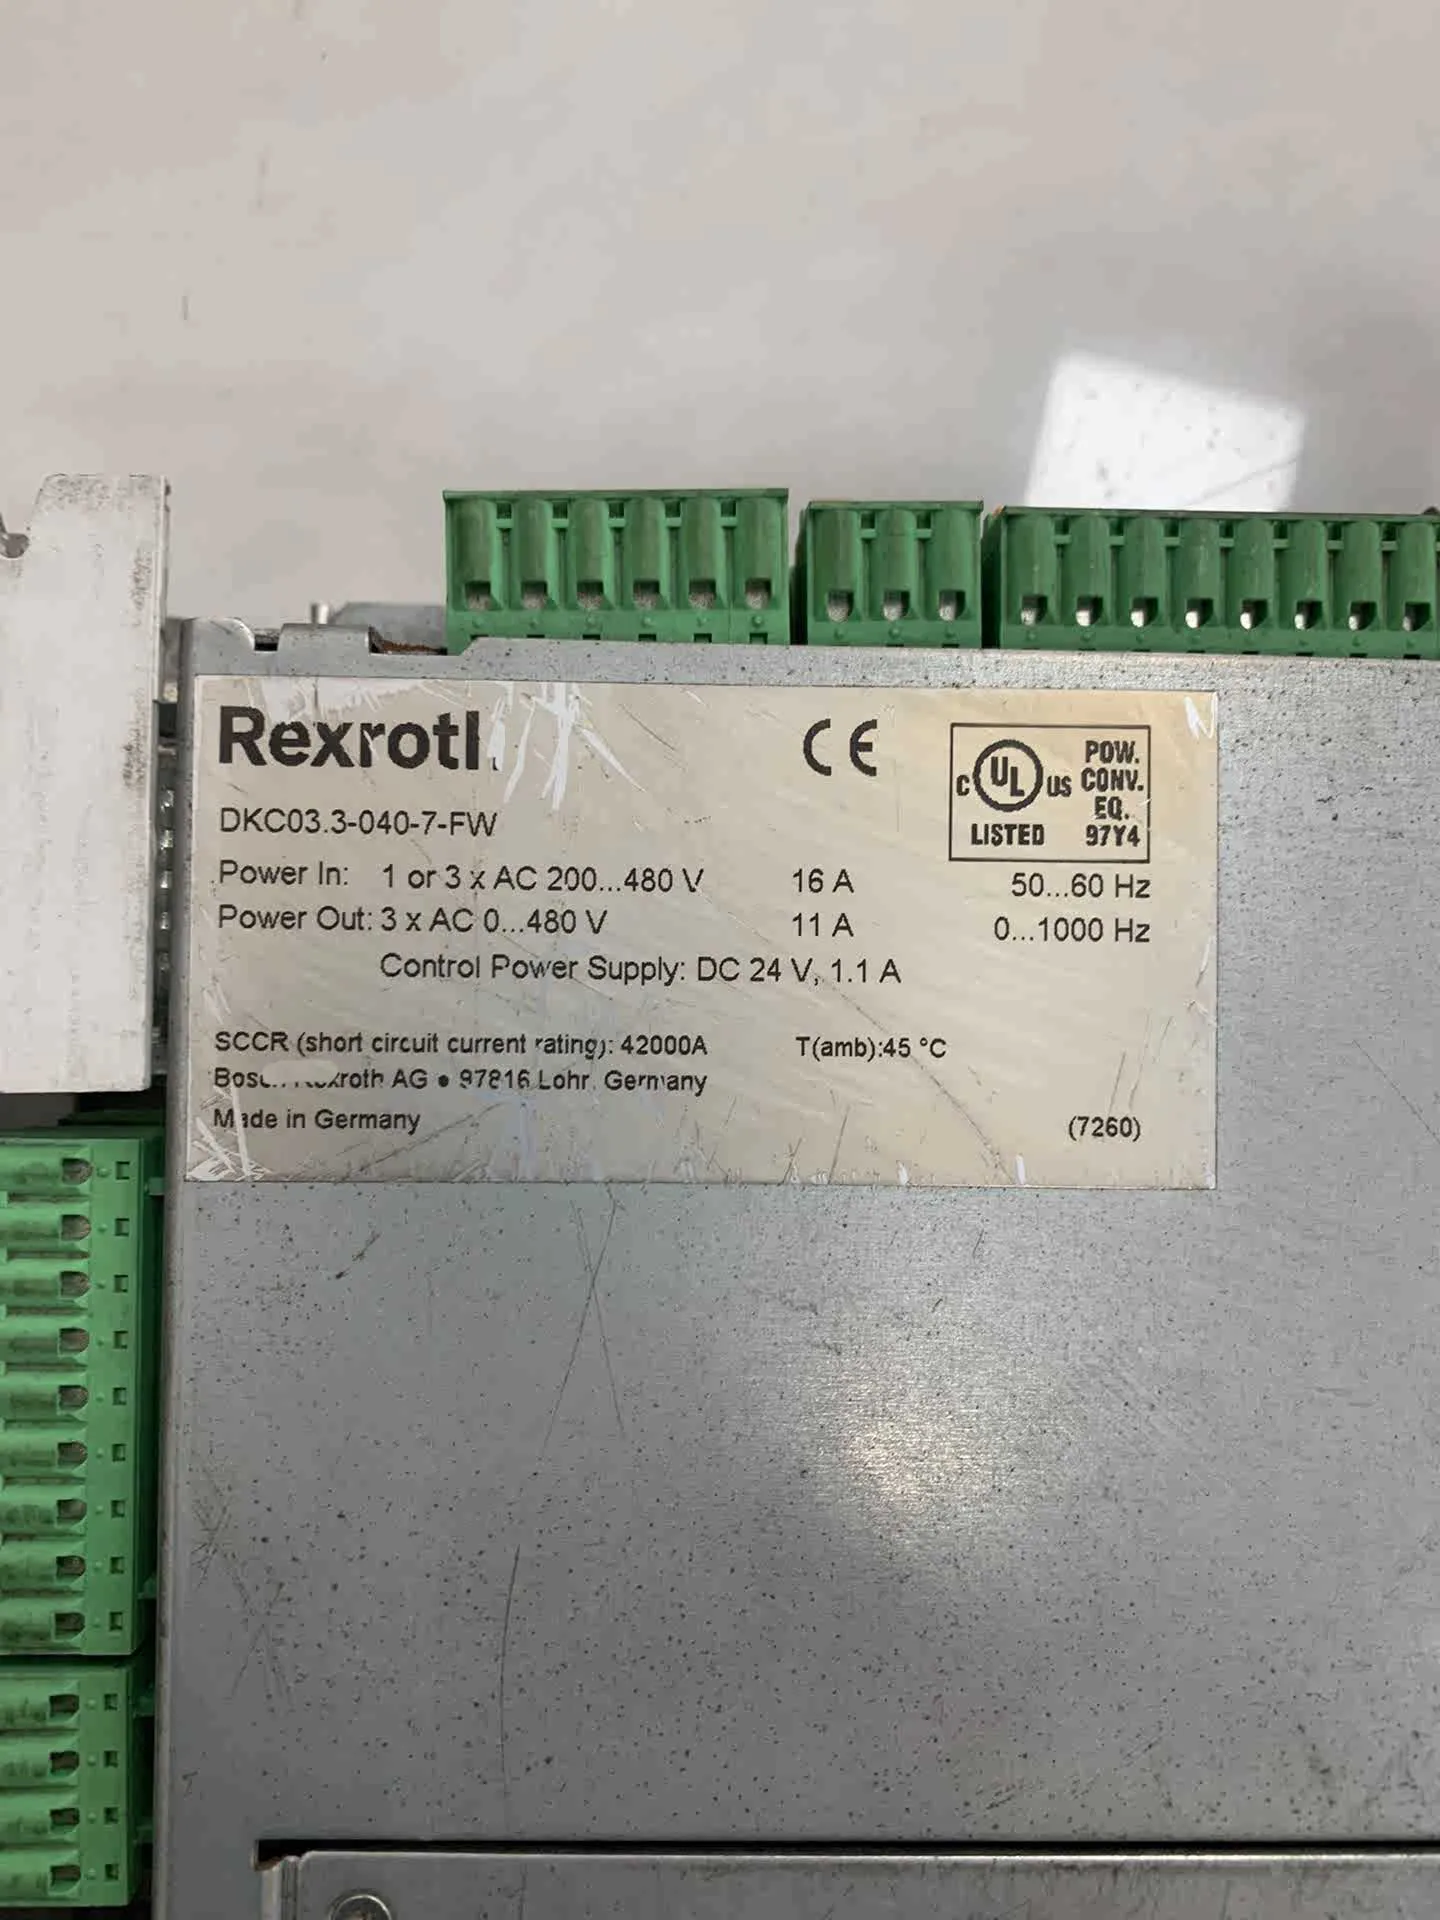 Rexroth
CE
C UL US LISTED
POW.
CONV.
EQ.
97Y4
DKC03.3-040-7-FW
Power In: 1 or 3 x AC 200...480 V 16 A 50...60 Hz
Power Out: 3 x AC 0...480 V 11 A 0...1000 Hz
Control Power Supply: DC 24 V, 1.1 A
SCCR (short circuit current rating): 42000A T(amb):45 °C
Bosch Rexroth AG • 97816 Lohr, Germany
Made in Germany (7260)